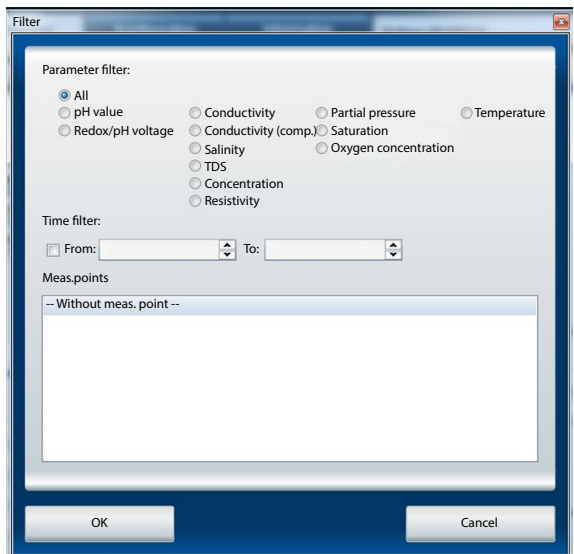 Filter
Parameter filter:
All
pH value Conductivity Partial pressure Temperature
Redox/pH voltage Conductivity (comp.) Saturation
Salinity Oxygen concentration
TDS
Concentration
Resistivity
Time filter:
From: To:
Meas.points
-- Without meas. point --
OK Cancel